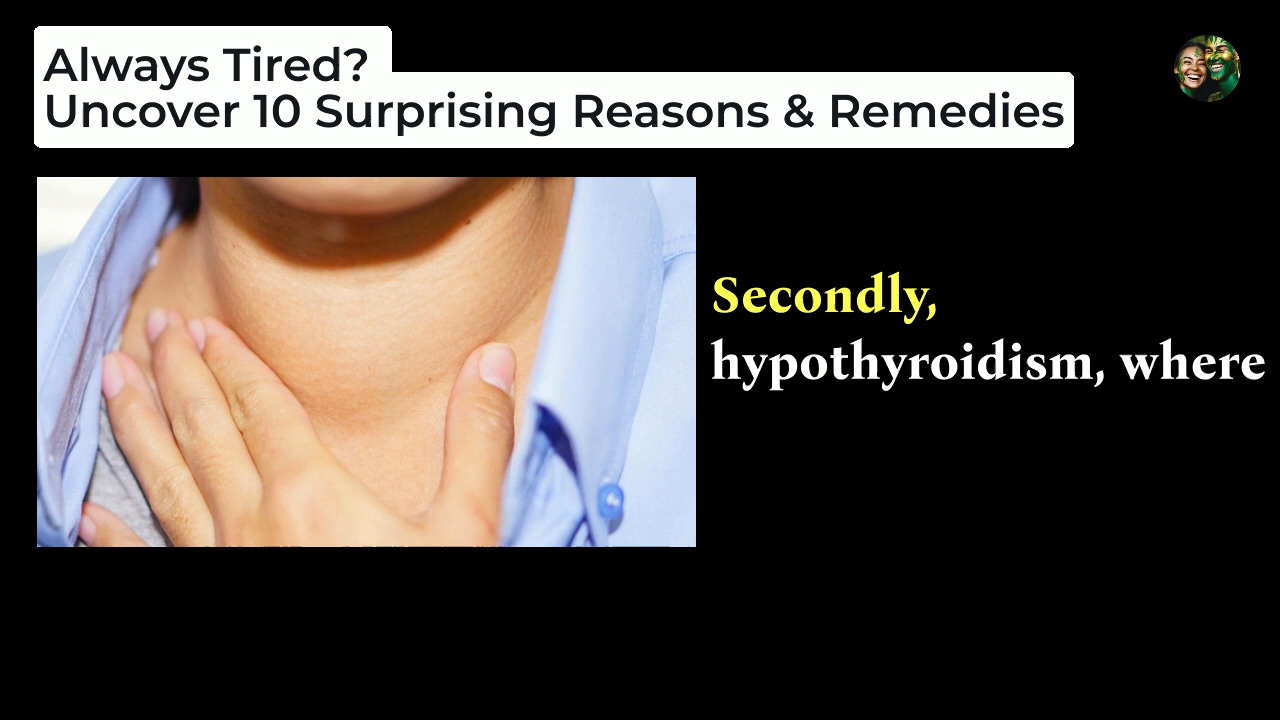 Always Tired?
Uncover 10 Surprising Reasons & Remedies
Secondly,
hypothyroidism, where